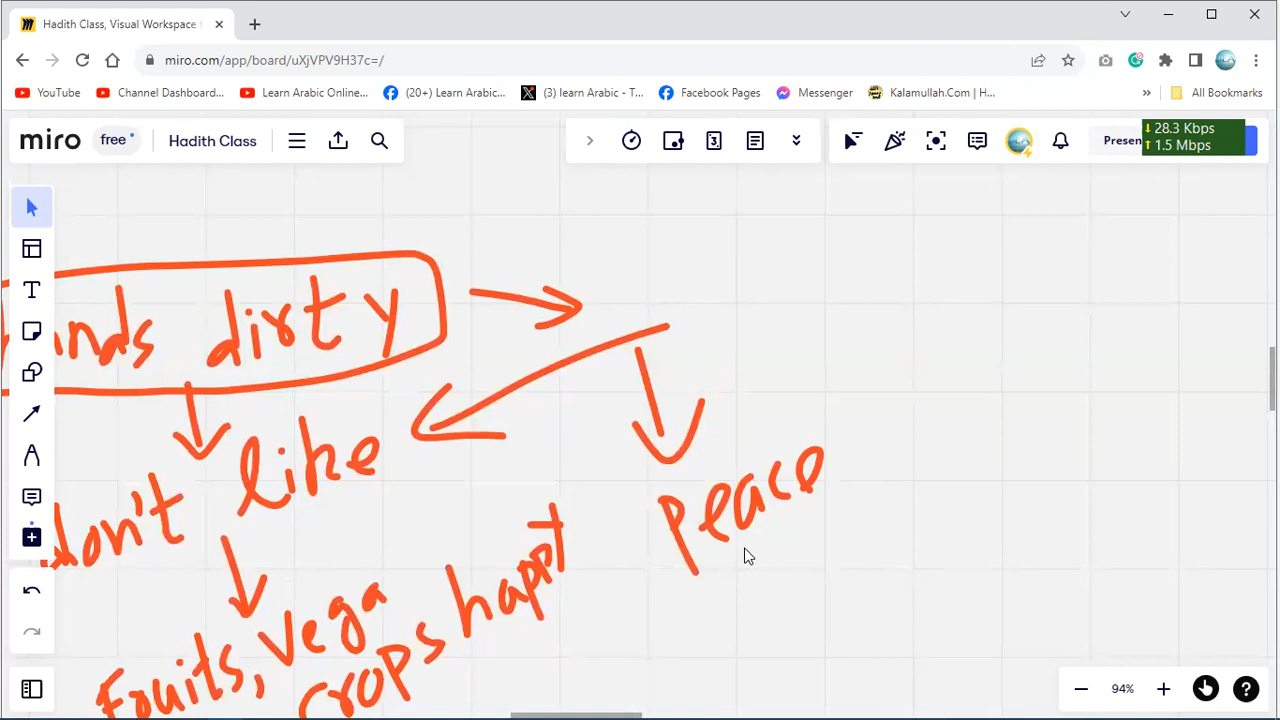 Hadith Class, Visual Workspace
miro.com/app/board/uXjVPV9H37c=/
YouTube
Channel Dashboard...
Learn Arabic Online...
(20+) Learn Arabic...
(3) learn Arabic - T...
Facebook Pages
Messenger
Kalamullah.Com | H...
»
All Bookmarks
miro
free
Hadith Class
Presen
28.3 Kbps
1.5 Mbps
dirty
don't like
Peace
Fruits, Vega
crops happt
94%